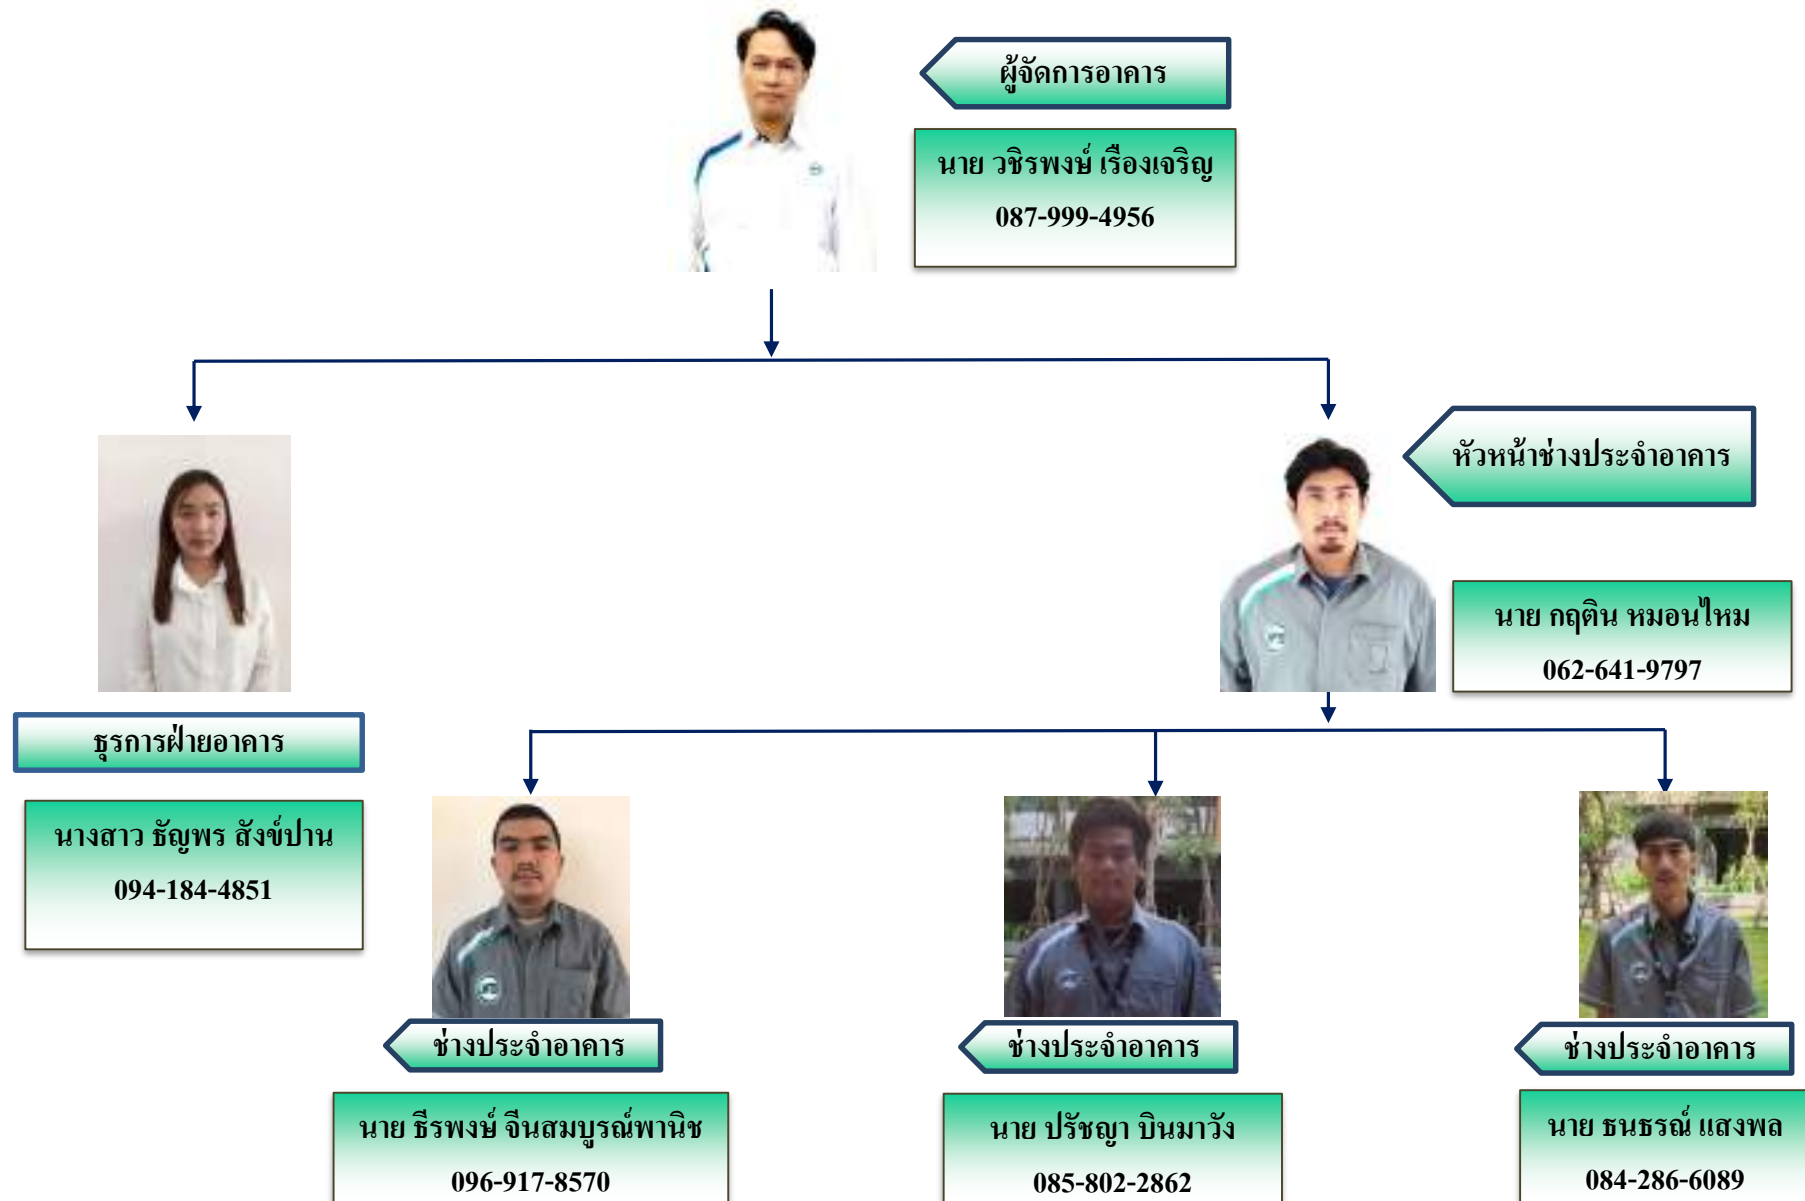 ผู้จัดการอาคาร
นาย วชิรพงษ์ เรืองเจริญ
087-999-4956
หัวหน้าช่างประจำอาคาร
นาย กฤติน หมอนไหม
062-641-9797
ธุรการฝ่ายอาคาร
นางสาว ธัญพร สังข์ปาน
094-184-4851
ช่างประจำอาคาร
นาย ธีรพงษ์ จีนสมบูรณ์พานิช
096-917-8570
ช่างประจำอาคาร
นาย ปรัชญา บินมาวัง
085-802-2862
ช่างประจำอาคาร
นาย ธนธรณ์ แสงพล
084-286-6089